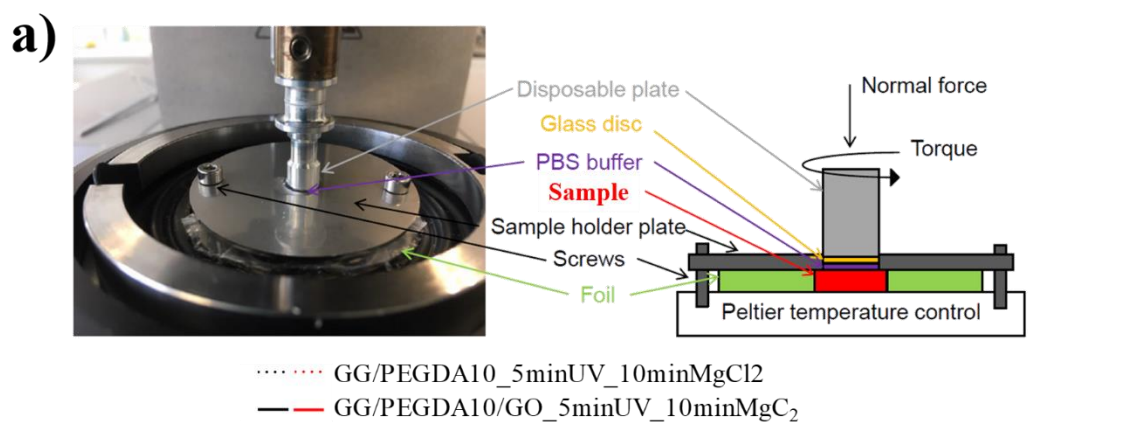 a)
Disposable plate
Glass disc
PBS buffer
Sample
Sample holder plate
Screws
Foil
Normal force
Torque
Peltier temperature control
GG/PEGDA10_5minUV_10minMgCl2
GG/PEGDA10/GO_5minUV_10minMgC₂